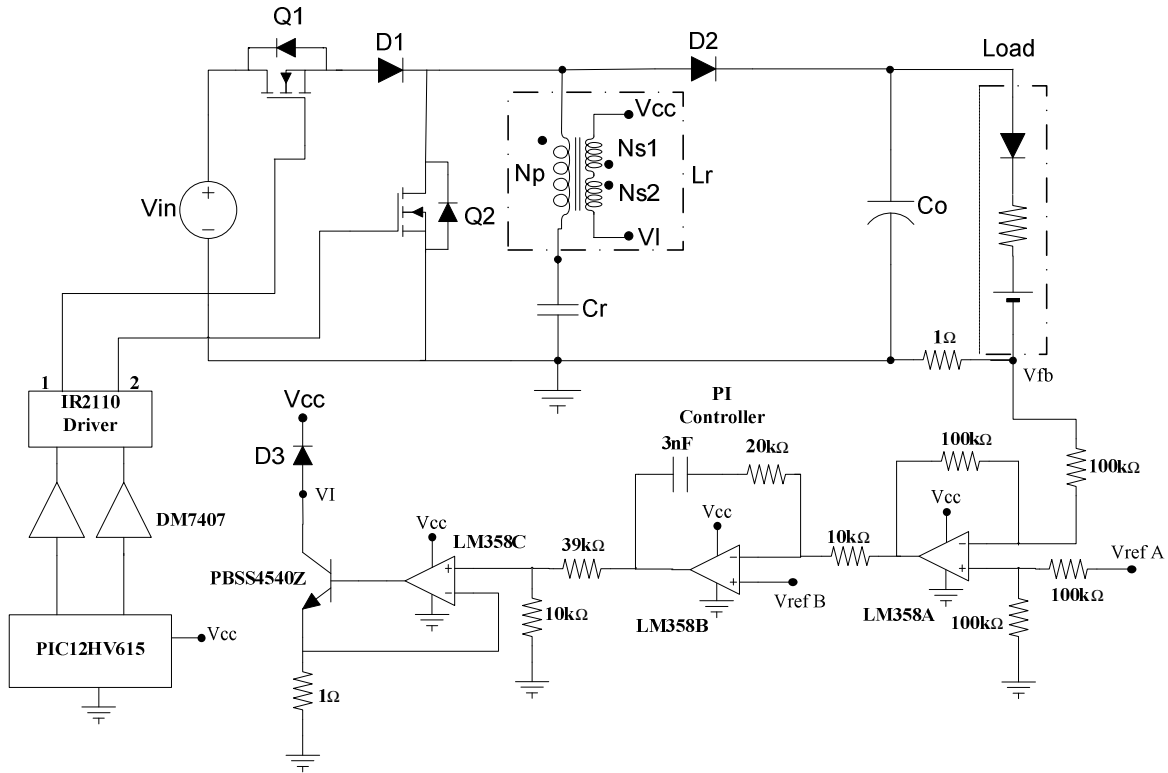 Q1
D1
D2
Load
Vin
+
−
Q2
Np
Vcc
Ns1
Ns2
VI
Lr
Cr
Co
1Ω
Vfb
1
2
IR2110
Driver
DM7407
PIC12HV615
Vcc
Vcc
D3
VI
PBSS4540Z
1Ω
Vcc
LM358C
+
−
39kΩ
10kΩ
PI
Controller
3nF
20kΩ
Vcc
−
+
LM358B
Vref B
10kΩ
100kΩ
Vcc
−
+
LM358A
100kΩ
100kΩ
100kΩ
Vref A